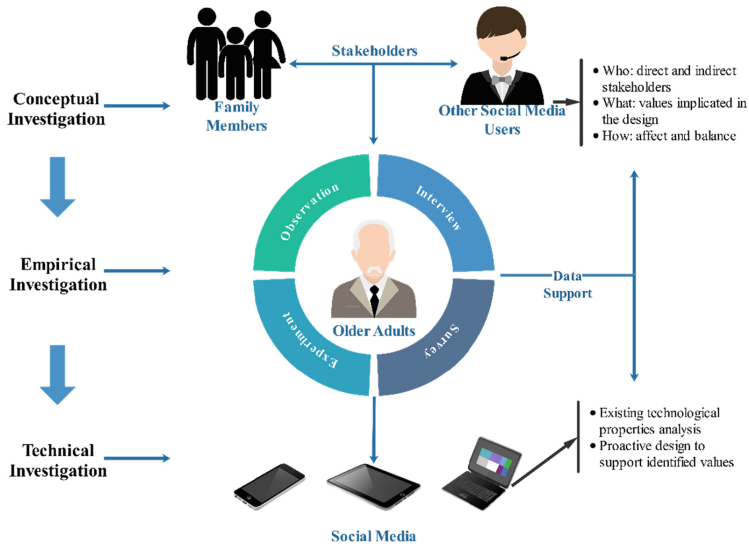 Stakeholders
Conceptual
Investigation
Family
Members
Other Social Media
Users
• Who: direct and indirect
stakeholders
• What: values implicated in
the design
• How: affect and balance
Observation
Interview
Empirical
Investigation
Older Adults
Data
Support
Experiment
Survey
Technical
Investigation
• Existing technological
properties analysis
• Proactive design to
support identified values
Social Media